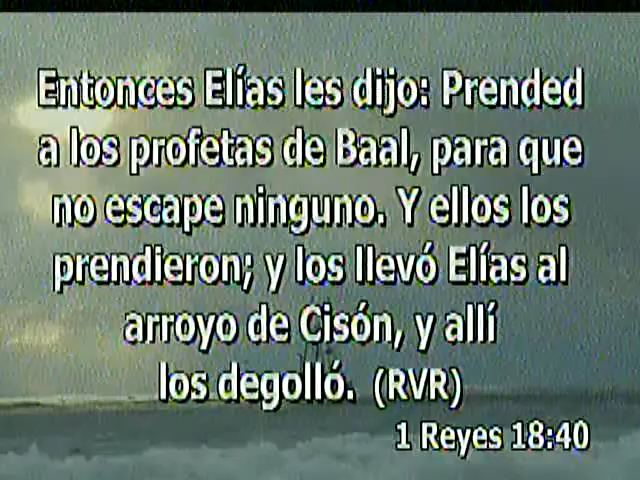 Entonces Elías les dijo: Prended
a los profetas de Baal, para que
no escape ninguno. Y ellos los
prendieron; y los llevó Elías al
arroyo de Cisón, y allí
los degolló. (RVR)
1 Reyes 18:40